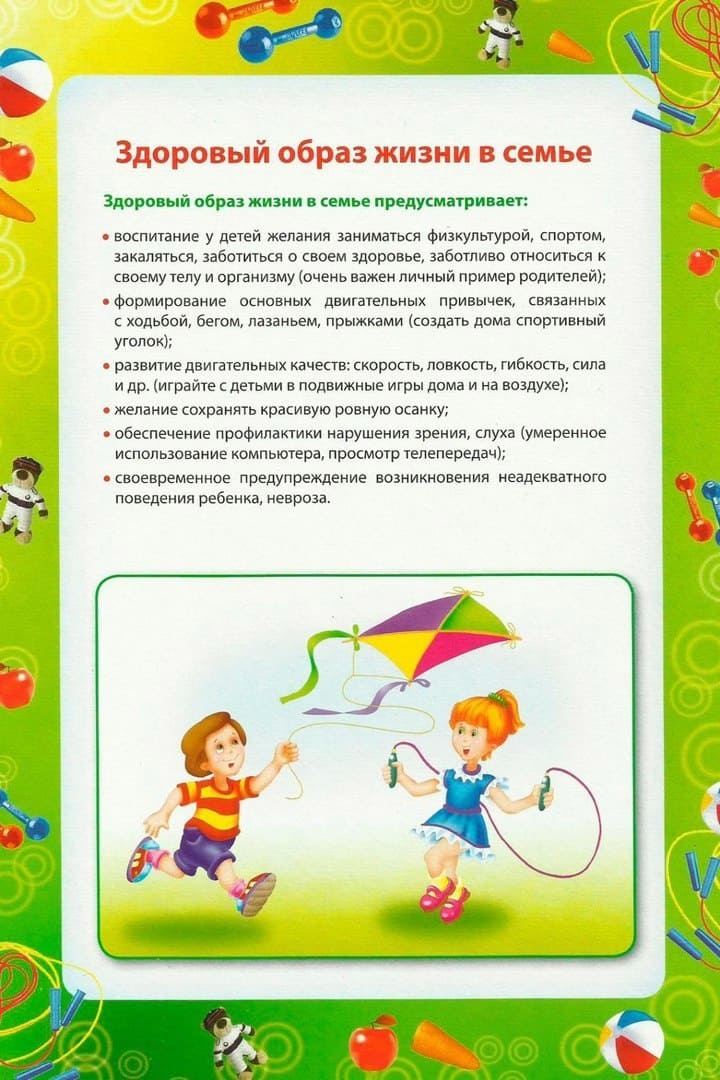 Здоровый образ жизни в семье
Здоровый образ жизни в семье предусматривает:
• воспитание у детей желания заниматься физкультурой, спортом,
закаляться, заботиться о своем здоровье, заботливо относиться к
своему телу и организму (очень важен личный пример родителей);
• формирование основных двигательных привычек, связанных
с ходьбой, бегом, лазаньем, прыжками (создать дома спортивный
уголок);
• развитие двигательных качеств: скорость, ловкость, гибкость, сила
и др. (играйте с детьми в подвижные игры дома и на воздухе);
• желание сохранять красивую ровную осанку;
• обеспечение профилактики нарушения зрения, слуха (умеренное
использование компьютера, просмотр телепередач);
• своевременное предупреждение возникновения неадекватного
поведения ребенка, невроза.